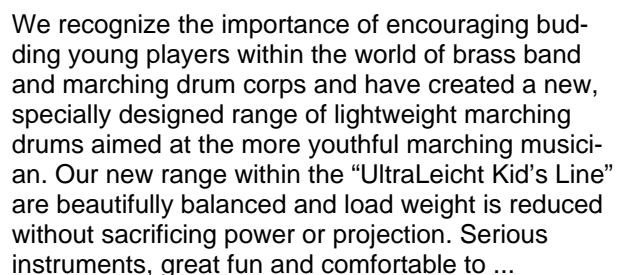 We recognize the importance of encouraging bud-
ding young players within the world of brass band
and marching drum corps and have created a new,
specially designed range of lightweight marching
drums aimed at the more youthful marching musici-
an. Our new range within the “UltraLeicht Kid’s Line”
are beautifully balanced and load weight is reduced
without sacrificing power or projection. Serious
instruments, great fun and comfortable to ...